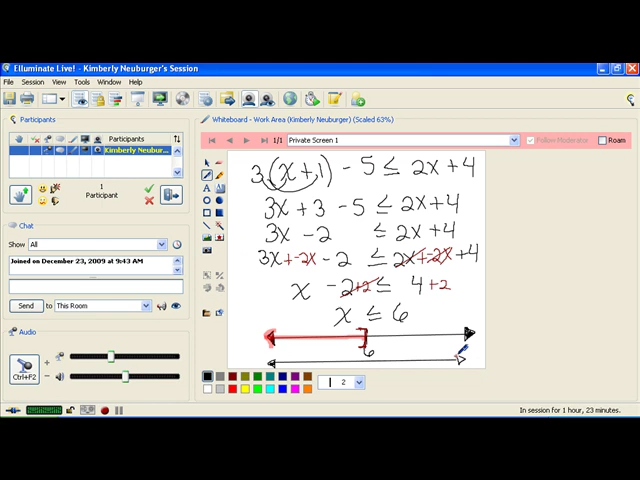 Elluminate Live! - Kimberly Neuburger's Session
File Session View Tools Window Help
Participants
Participants
Kimberly Neubur...
1
Participant
Chat
Show All
Joined on December 23, 2009 at 9:43 AM
Send to This Room
Audio
Ctrl+F2
Whiteboard - Work Area (Kimberly Neuburger) (Scaled 63%)
1/1 Private Screen 1 Follow Moderator Roam
3(x+1) - 5 ≤ 2x+4
3x + 3 - 5 ≤ 2x+4
3x - 2 ≤ 2x+4
3x+-2x - 2 ≤ 2x+-2x +4
x - 2+2 ≤ 4+2
x ≤ 6
6
2
In session for 1 hour, 23 minutes.